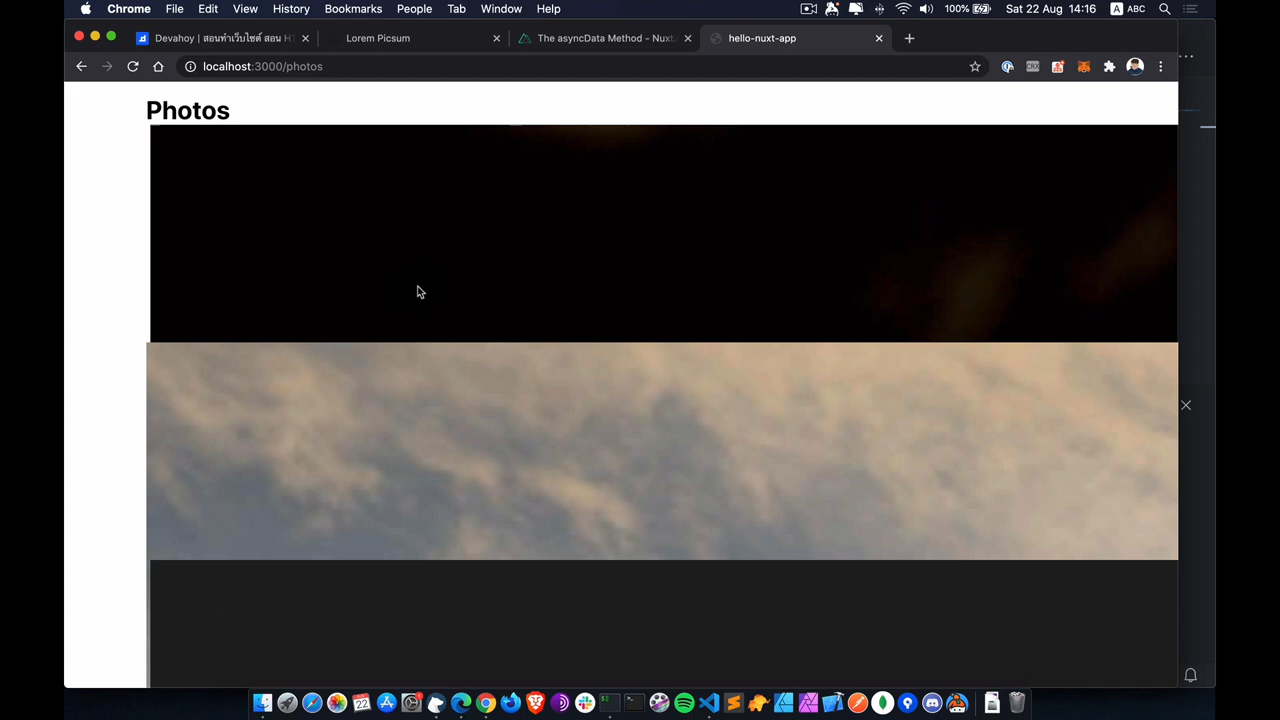 Chrome File Edit View History Bookmarks People Tab Window Help 100% Sat 22 Aug 14:16 A ABC
Devahoy | สอนทำเว็บไซต์ สอน HT Lorem Picsum The asyncData Method - Nuxt. hello-nuxt-app
localhost:3000/photos
Photos
22